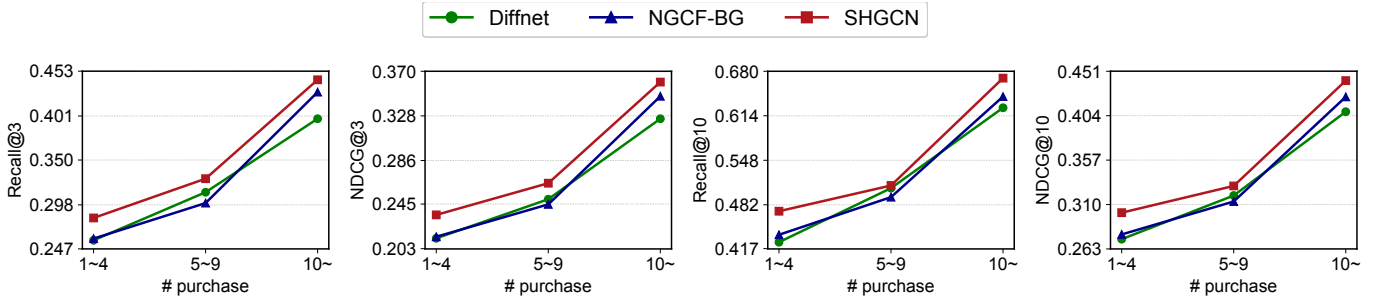 Diffnet NGCF-BG SHGCN
Recall@3
0.453
0.401
0.350
0.298
0.247
1~4 5~9 10~
# purchase
NDCG@3
0.370
0.328
0.286
0.245
0.203
1~4 5~9 10~
# purchase
Recall@10
0.680
0.614
0.548
0.482
0.417
1~4 5~9 10~
# purchase
NDCG@10
0.451
0.404
0.357
0.310
0.263
1~4 5~9 10~
# purchase